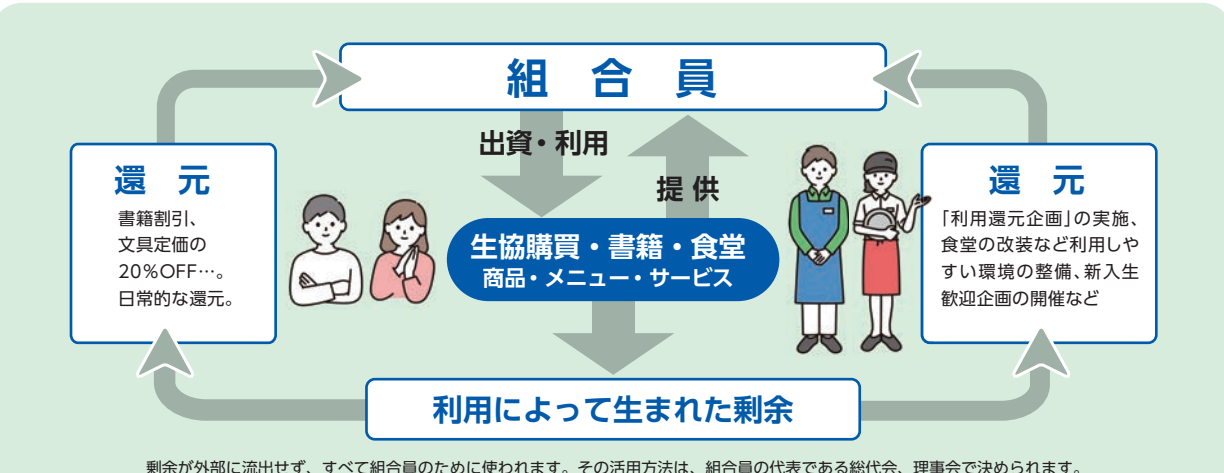 組合員
出資・利用
提供
還元
書籍割引、
文具定価の
20%OFF…。
日常的な還元。
生協購買・書籍・食堂
商品・メニュー・サービス
還元
「利用還元企画」の実施、
食堂の改装など利用しや
すい環境の整備、新入生
歓迎企画の開催など
利用によって生まれた剰余
剰余が外部に流出せず、すべて組合員のために使われます。その活用方法は、組合員の代表である総代会、理事会で決められます。